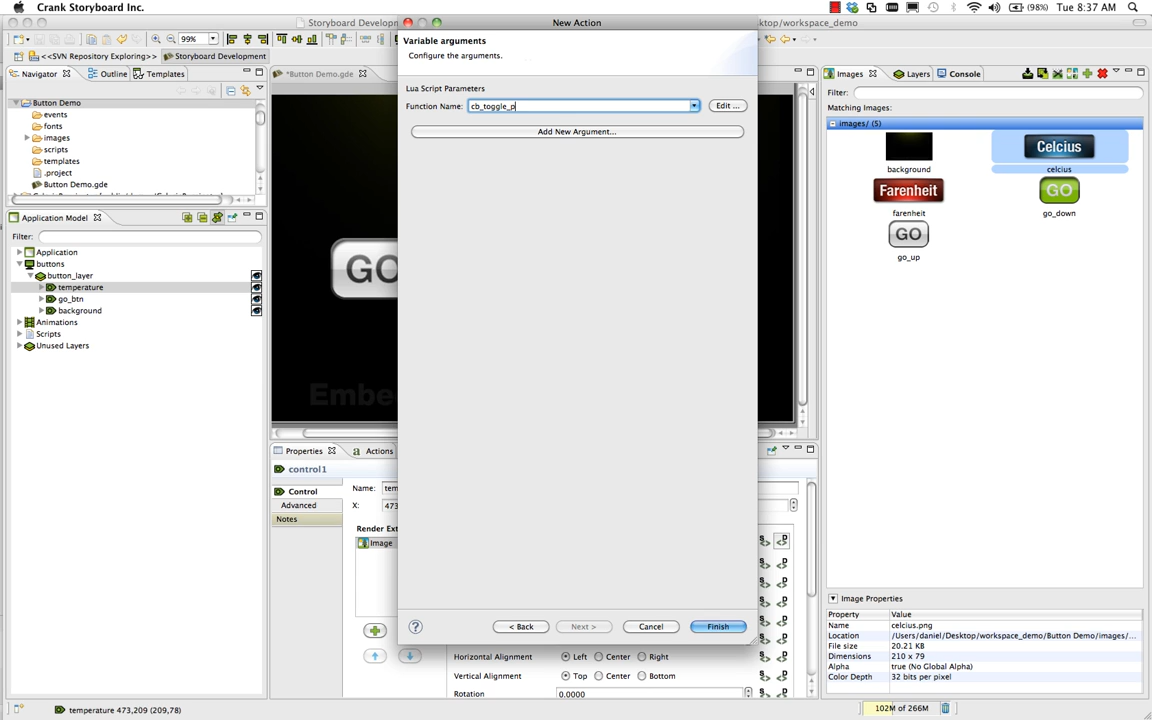 Crank Storyboard Inc.
(98%) Tue 8:37 AM
Storyboard Develop
New Action
ktop/workspace_demo
99%
<<SVN Repository Exploring>> Storyboard Development
Navigator Outline Templates
*Button Demo.gde
Button Demo
events
fonts
images
scripts
templates
.project
Button Demo.gde
Application Model
Filter:
Application
buttons
button_layer
temperature
go_btn
background
Animations
Scripts
Unused Layers
GO
Embe
Variable arguments
Configure the arguments.
Lua Script Parameters
Function Name: cb_toggle_p Edit ...
Add New Argument...
< Back Next > Cancel Finish
Properties Actions
control1
Control
Advanced
Notes
Name: tem
X: 473
Render Ext
Image
Horizontal Alignment Left Center Right
Vertical Alignment Top Center Bottom
Rotation 0.0000
Images Layers Console
Filter:
Matching Images:
images/ (5)
Celcius
background celcius
Farenheit GO
farenheit go_down
GO
go_up
Image Properties
Property Value
Name celcius.png
Location /Users/daniel/Desktop/workspace_demo/Button Demo/images/...
File size 20.21 KB
Dimensions 210 x 79
Alpha true (No Global Alpha)
Color Depth 32 bits per pixel
temperature 473,209 (209,78)
102M of 266M